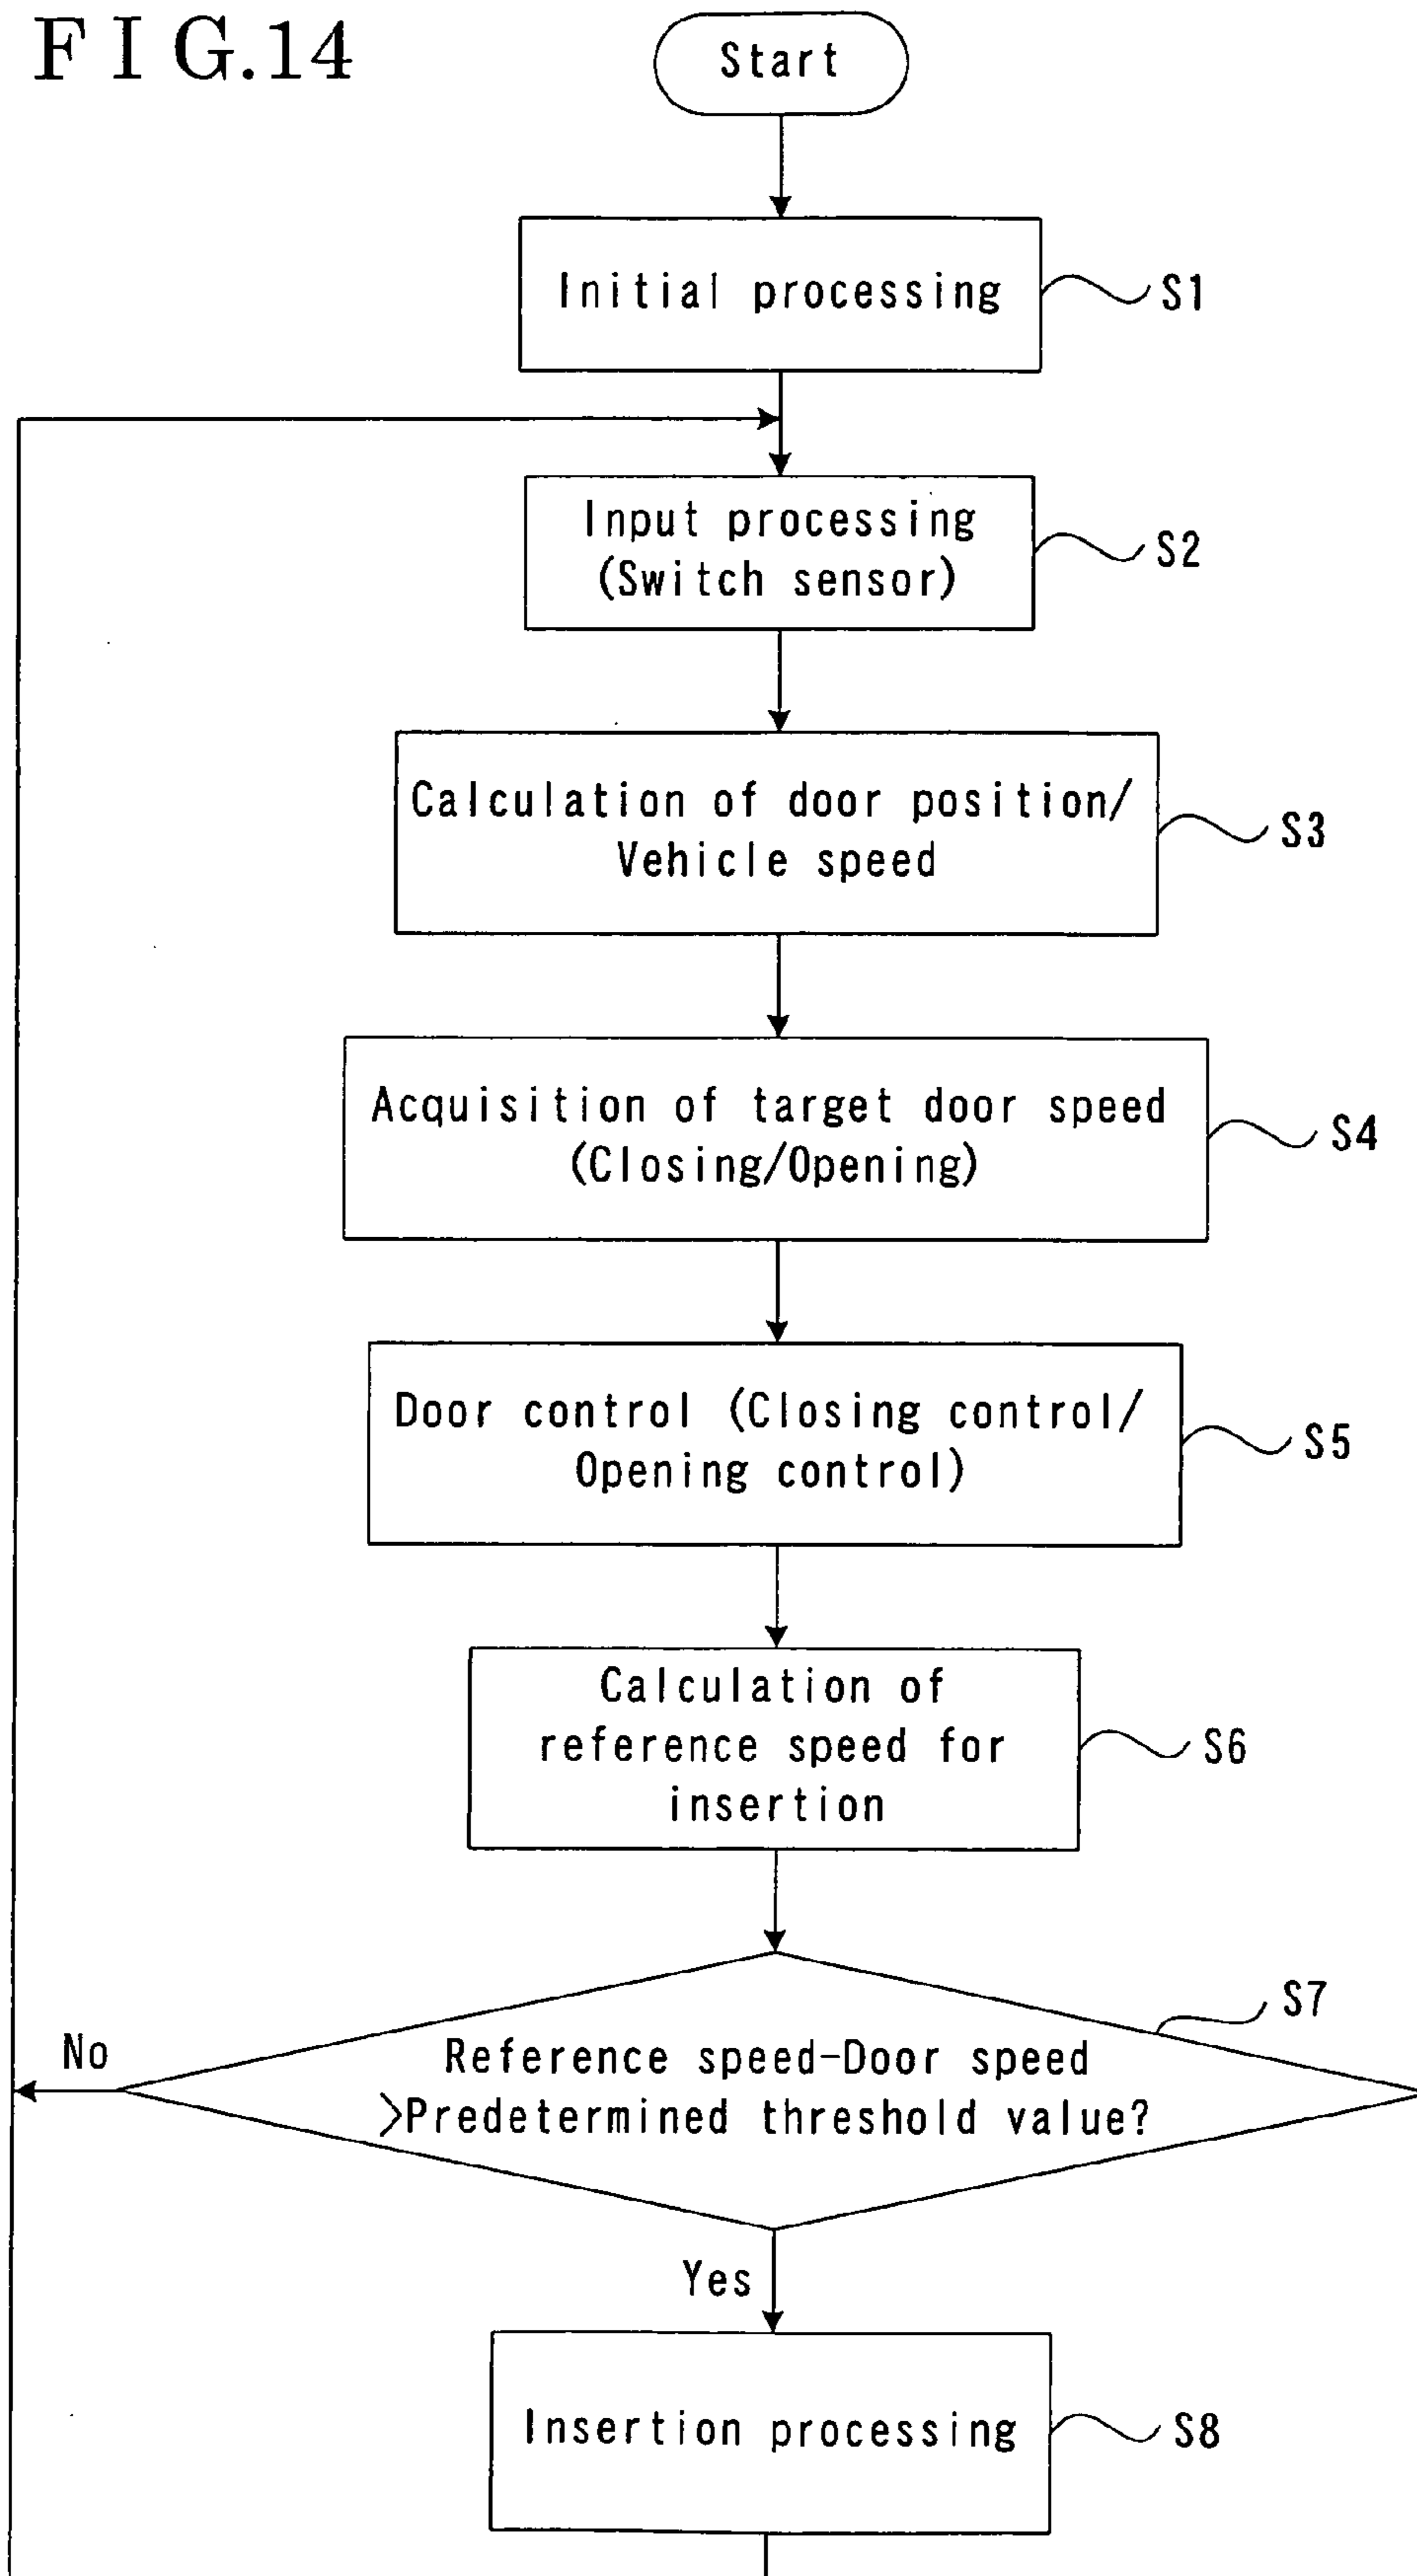 FIG.14
Start
Initial processing
S1
Input processing
(Switch sensor)
S2
Calculation of door position/
Vehicle speed
S3
Acquisition of target door speed
(Closing/Opening)
S4
Door control (Closing control/
Opening control)
S5
Calculation of
reference speed for
insertion
S6
S7
No
Reference speed-Door speed
>Predetermined threshold value?
Yes
Insertion processing
S8